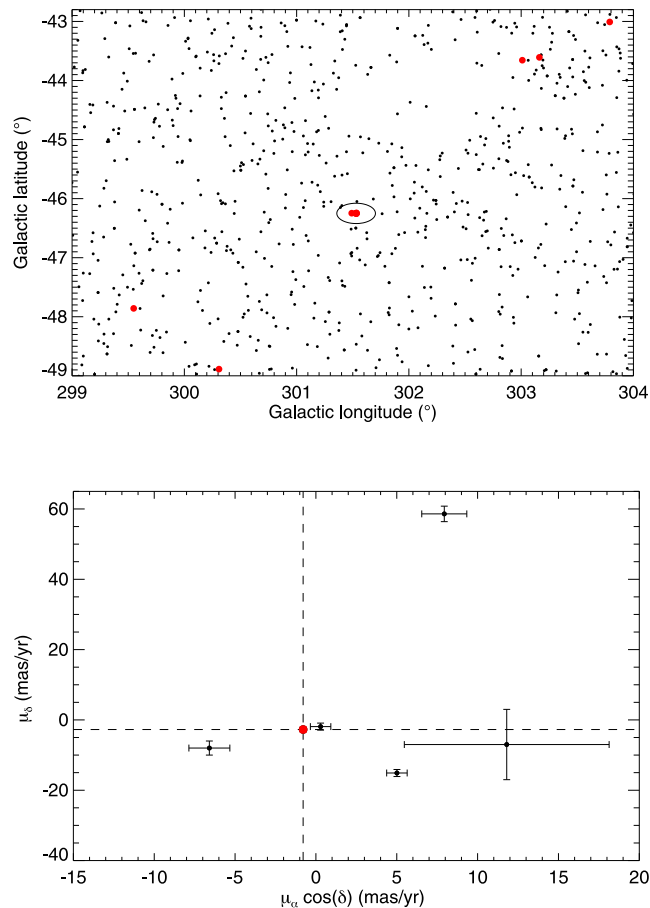 -43
-44
-45
-46
-47
-48
-49
Galactic latitude (°)
299 300 301 302 303 304
Galactic longitude (°)
60
40
20
0
-20
-40
μδ (mas/yr)
-15 -10 -5 0 5 10 15 20
μα cos(δ) (mas/yr)